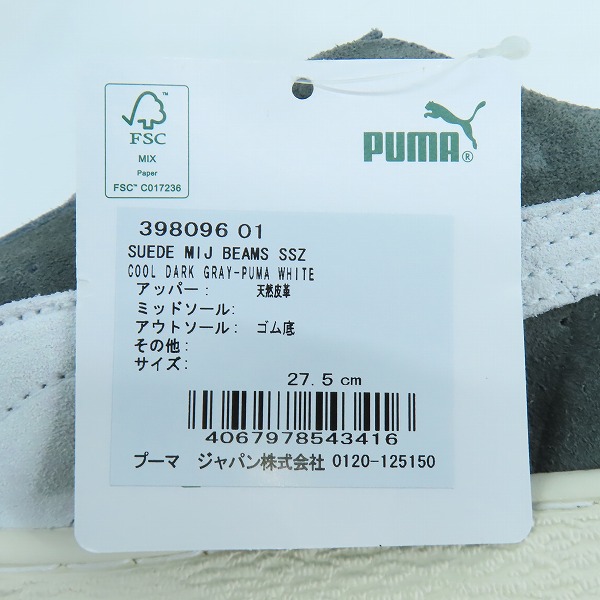 FSC
MIX
Paper
FSC™ C017236
PUMA®
398096 01
SUEDE MIJ BEAMS SSZ
COOL DARK GRAY-PUMA WHITE
アッパー: 天然皮革
ミッドソール:
アウトソール: ゴム底
その他:
サイズ:
27.5 cm
4067978543416
プーマ ジャパン株式会社 0120-125150